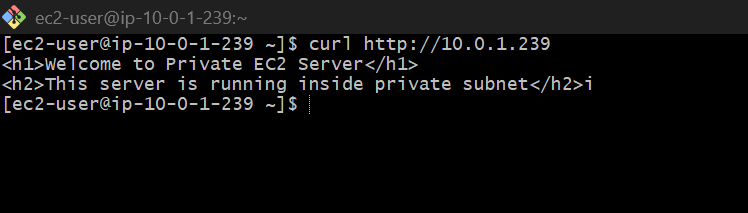 ec2-user@ip-10-0-1-239:~
[ec2-user@ip-10-0-1-239 ~]$ curl http://10.0.1.239
<h1>Welcome to Private EC2 Server</h1>
<h2>This server is running inside private subnet</h2>i
[ec2-user@ip-10-0-1-239 ~]$